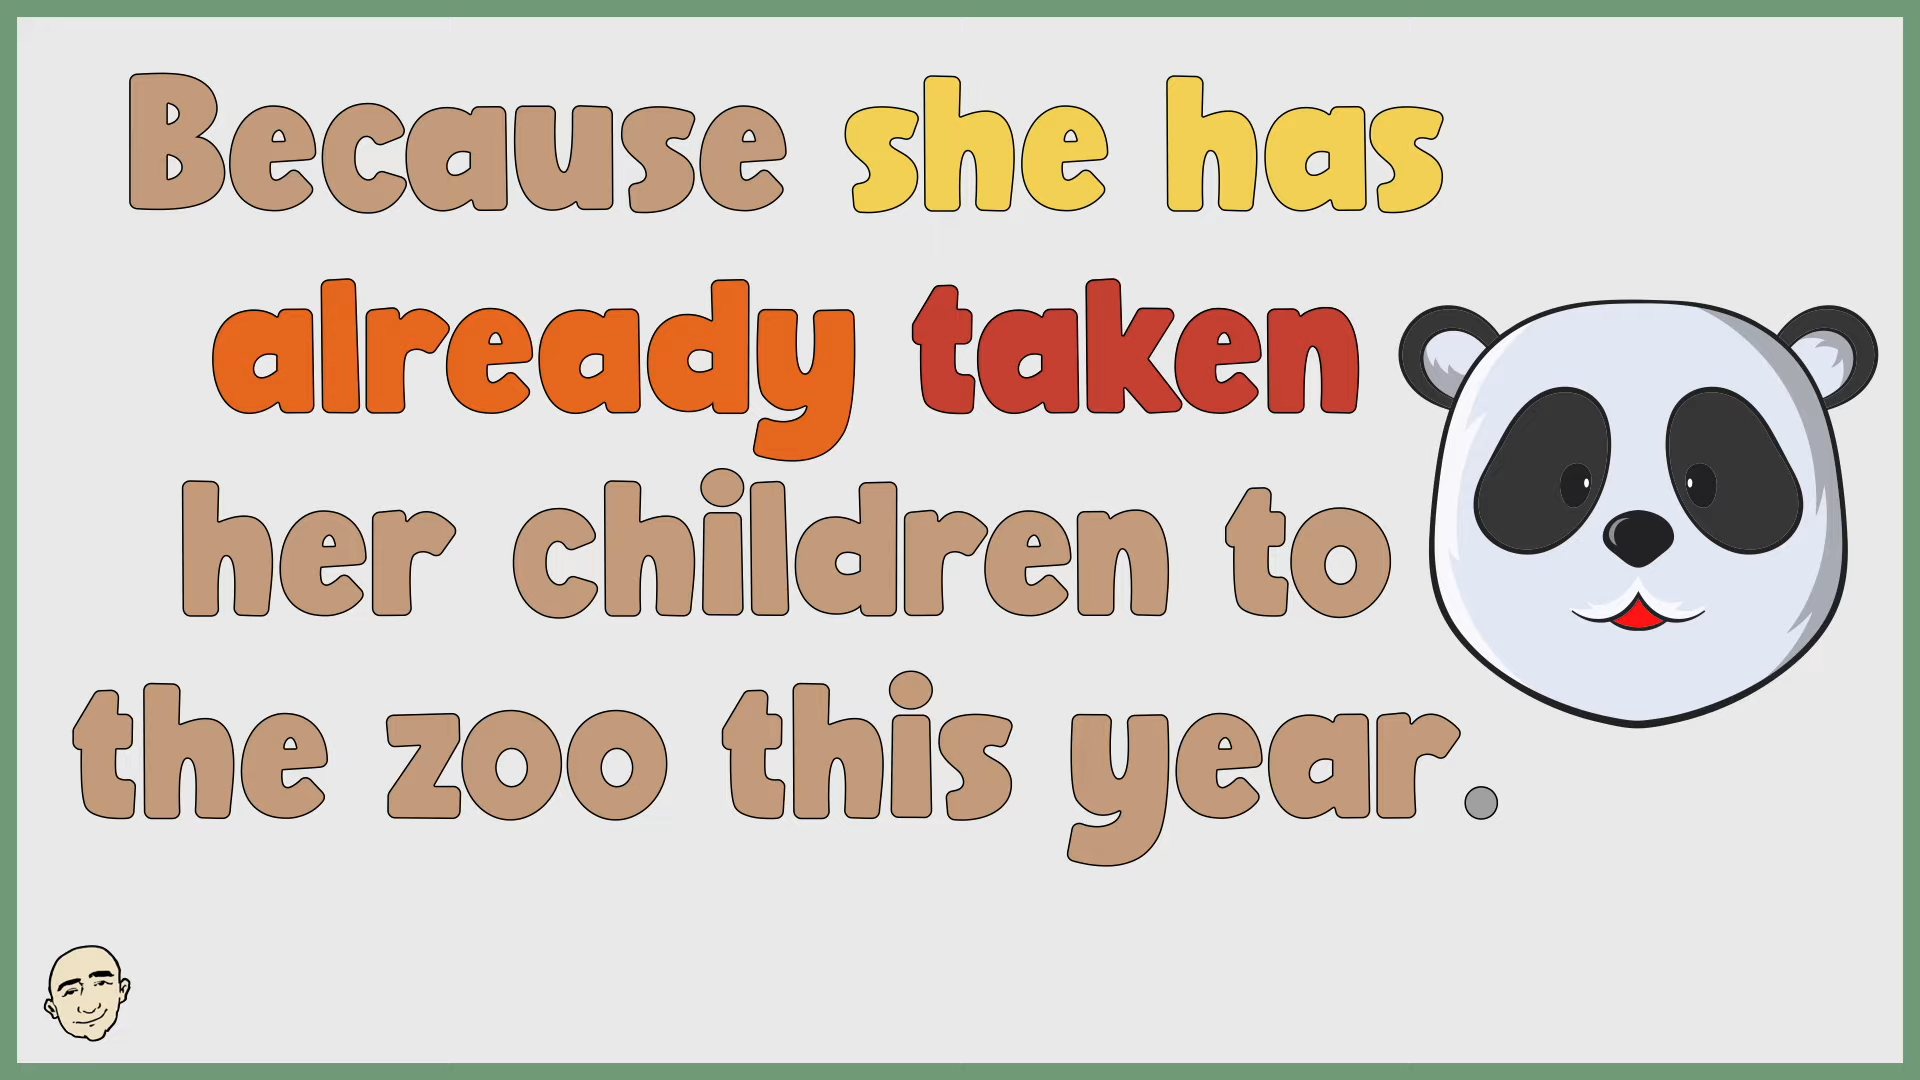 Because she has
already taken
her children to
the zoo this year.